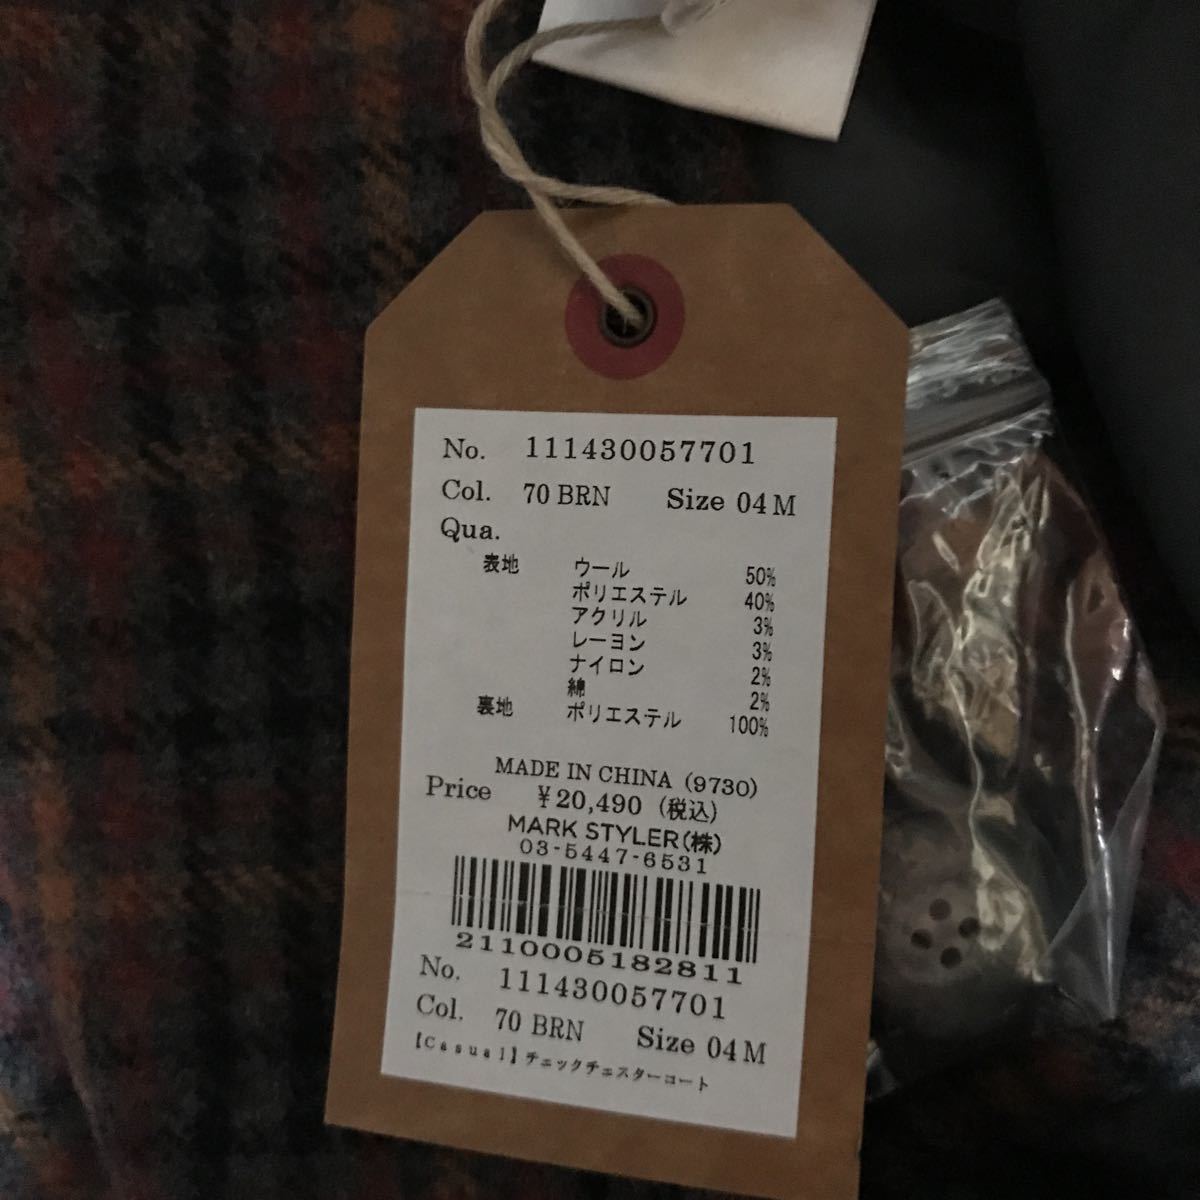 No. 111430057701
Col. 70 BRN Size 04 M
Qua.
表地 ウール 50%
ポリエステル 40%
アクリル 3%
レーヨン 3%
ナイロン 2%
綿 2%
裏地 ポリエステル 100%
MADE IN CHINA (9730)
Price ¥20,490 (税込)
MARK STYLER(株)
03-5447-6531
2110005182811
No. 111430057701
Col. 70 BRN Size 04 M
【Casual】チェックチェスターコート